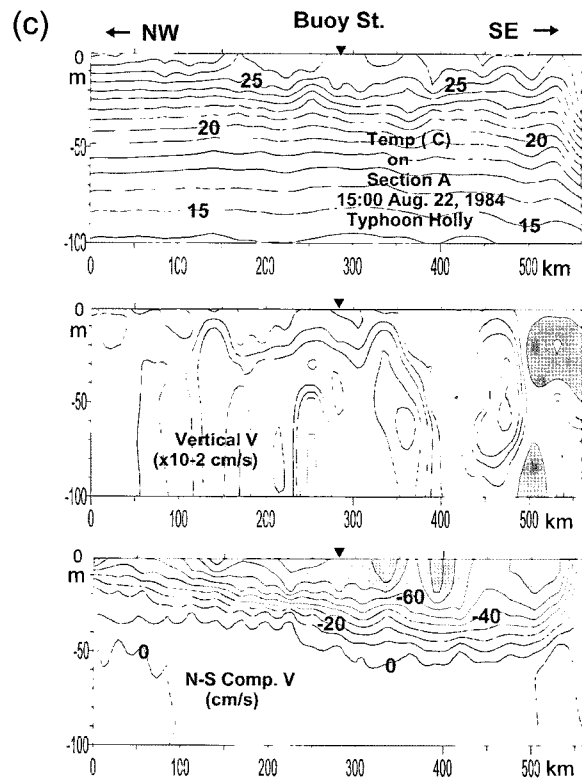 (c)
Buoy St.
← NW
SE →
0
m
-50
-100
25
25
20
20
15
15
Temp ( C)
on
Section A
15:00 Aug. 22, 1984
Typhoon Holly
0 100 200 300 400 500 km
0
m
-50
-100
Vertical V
(x10-2 cm/s)
0 100 200 300 400 500 km
0
m
-50
-100
-60
-40
-20
0
0
N-S Comp. V
(cm/s)
0 100 200 300 400 500 km